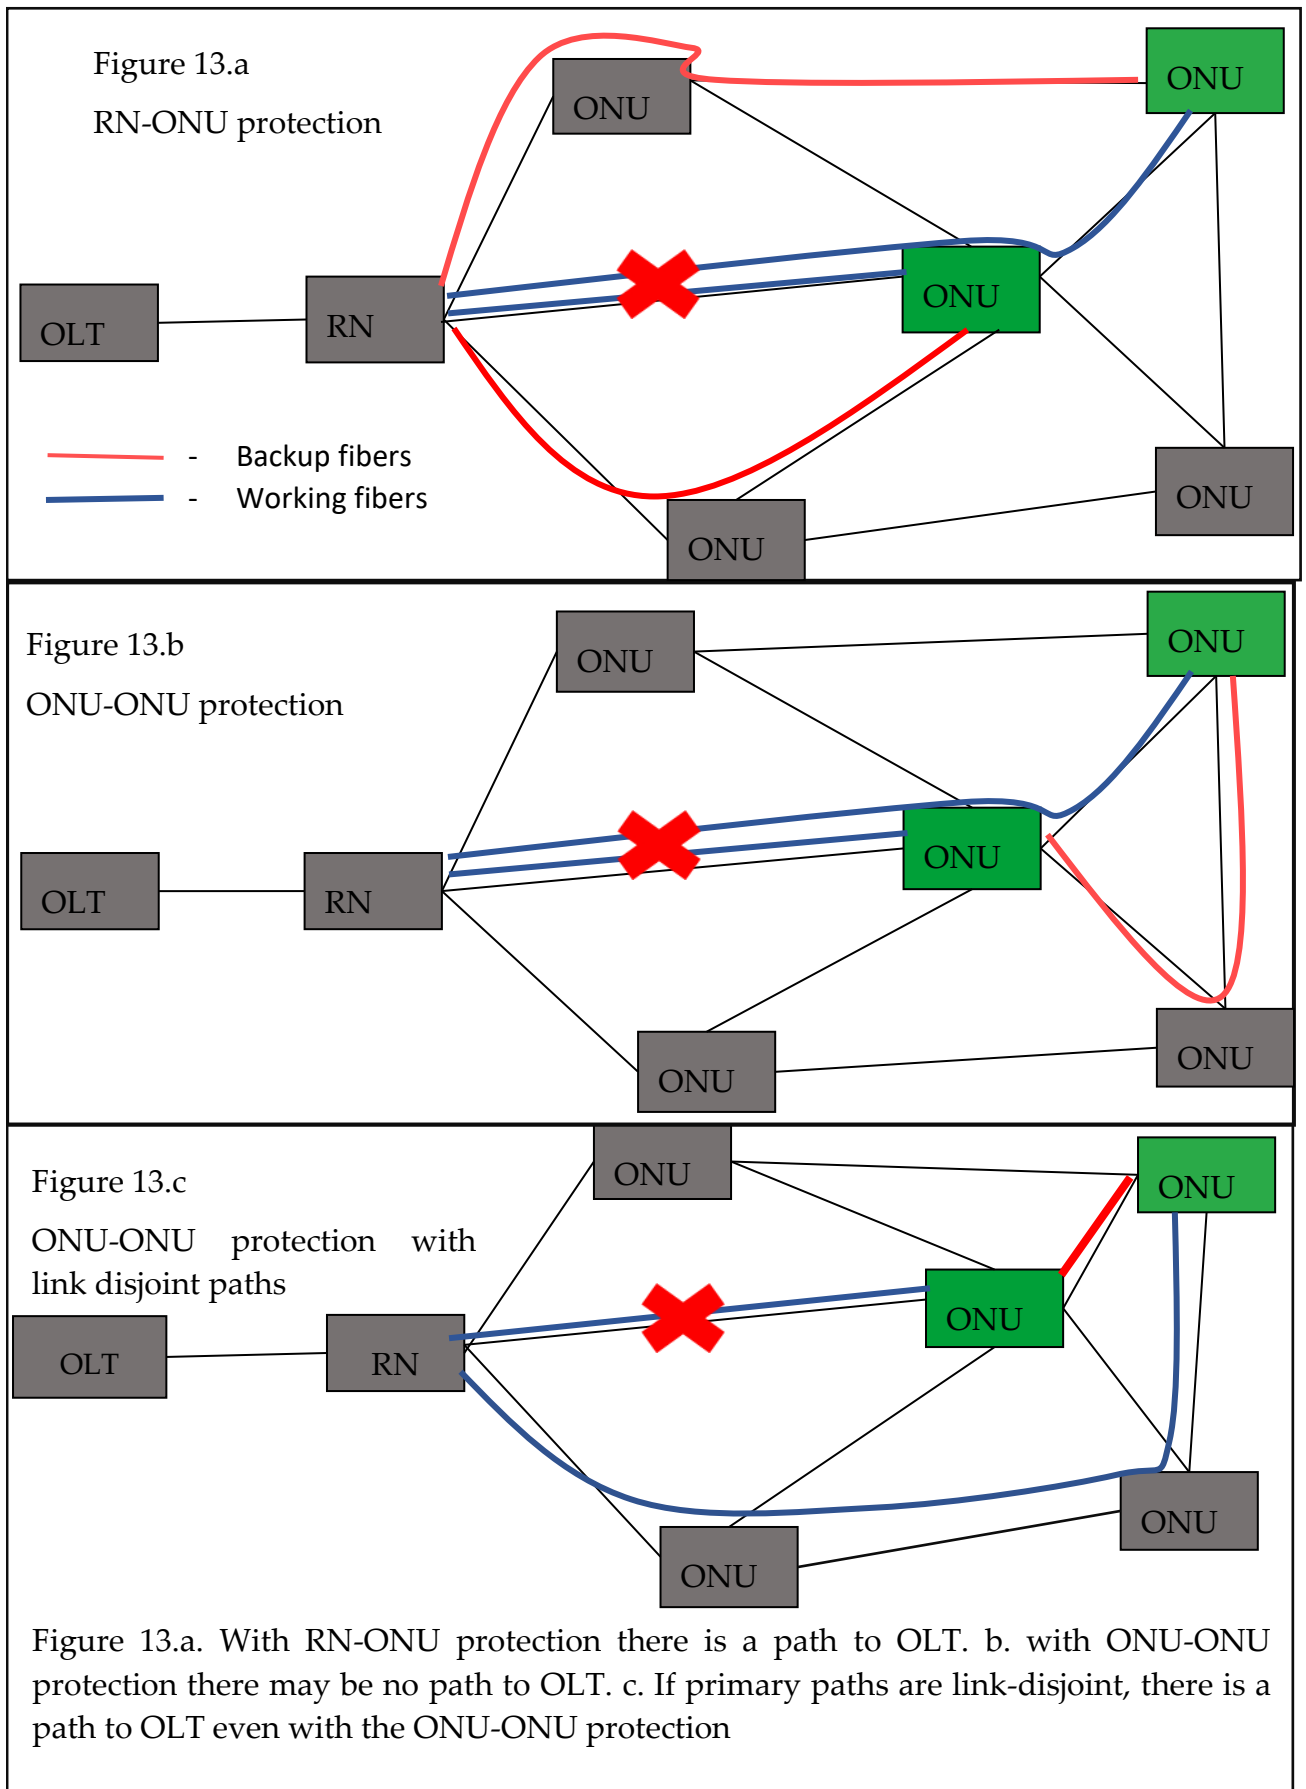 Figure 13.a
RN-ONU protection
ONU
ONU
ONU
OLT
RN
- Backup fibers
- Working fibers
ONU
ONU
Figure 13.b
ONU-ONU protection
ONU
ONU
ONU
OLT
RN
ONU
ONU
Figure 13.c
ONU-ONU protection with
link disjoint paths
ONU
ONU
ONU
OLT
RN
ONU
ONU
Figure 13.a. With RN-ONU protection there is a path to OLT. b. with ONU-ONU
protection there may be no path to OLT. c. If primary paths are link-disjoint, there is a
path to OLT even with the ONU-ONU protection